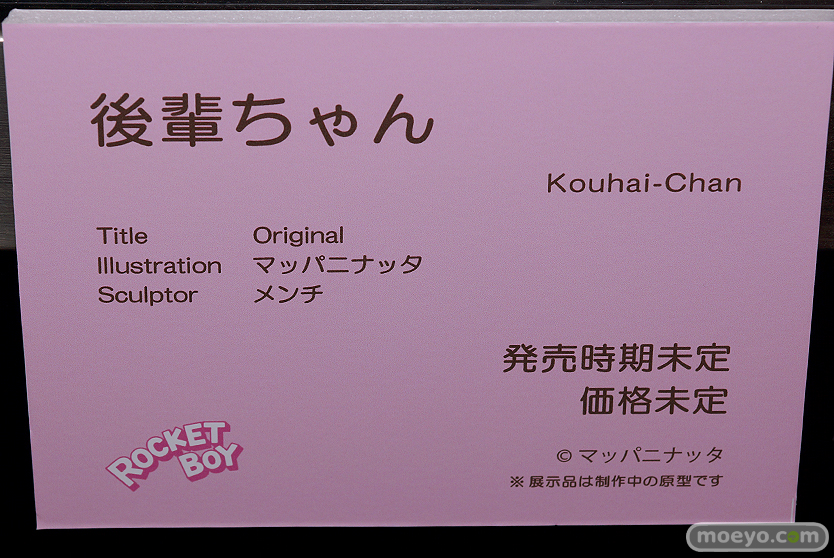 後輩ちゃん
Kouhai-Chan
Title Original
Illustration マッパニナッタ
Sculptor メンチ
発売時期未定
価格未定
© マッパニナッタ
※ 展示品は制作中の原型です
ROCKET
BOY
moeyo.com